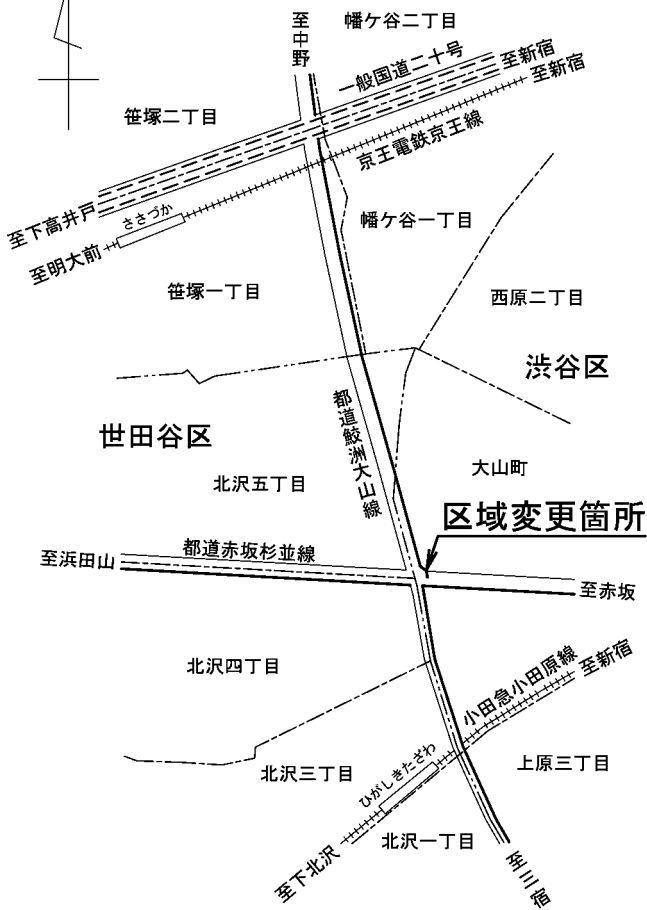 至中野
幡ケ谷二丁目
一般国道二十号
至新宿
至新宿
笹塚二丁目
京王電鉄京王線
至下高井戸
ささづか
至明大前
幡ケ谷一丁目
笹塚一丁目
西原二丁目
渋谷区
世田谷区
都道鮫洲大山線
大山町
北沢五丁目
区域変更箇所
都道赤坂杉並線
至浜田山
至赤坂
北沢四丁目
小田急小田原線
至新宿
北沢三丁目
ひがしきたざわ
上原三丁目
北沢一丁目
至下北沢
至三宿